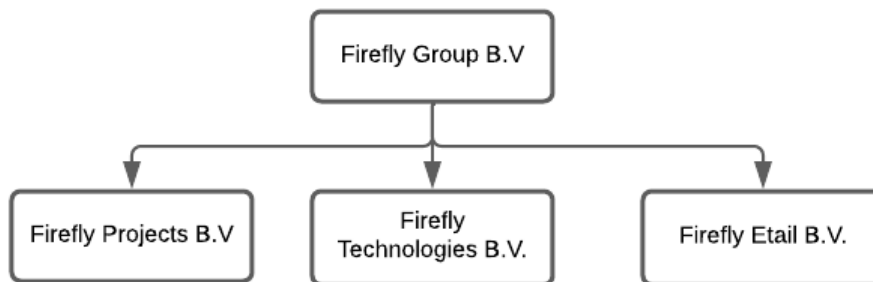 Firefly Group B.V
Firefly Projects B.V
Firefly
Technologies B.V.
Firefly Etail B.V.